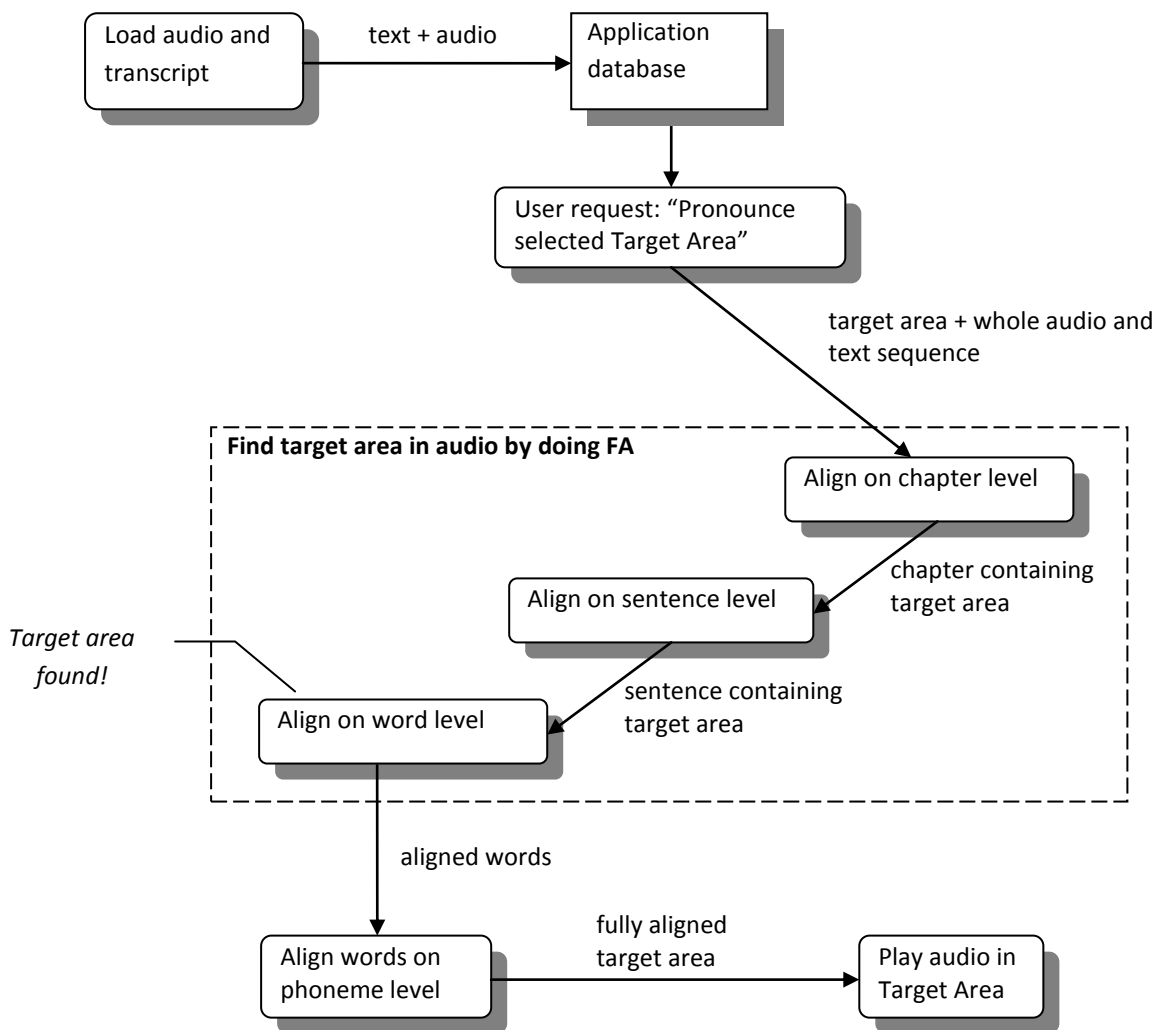 Load audio and
transcript
text + audio
Application
database
User request: “Pronounce
selected Target Area”
target area + whole audio and
text sequence
Find target area in audio by doing FA
Align on chapter level
chapter containing
target area
Align on sentence level
Target area
found!
sentence containing
target area
Align on word level
aligned words
Align words on
phoneme level
fully aligned
target area
Play audio in
Target Area